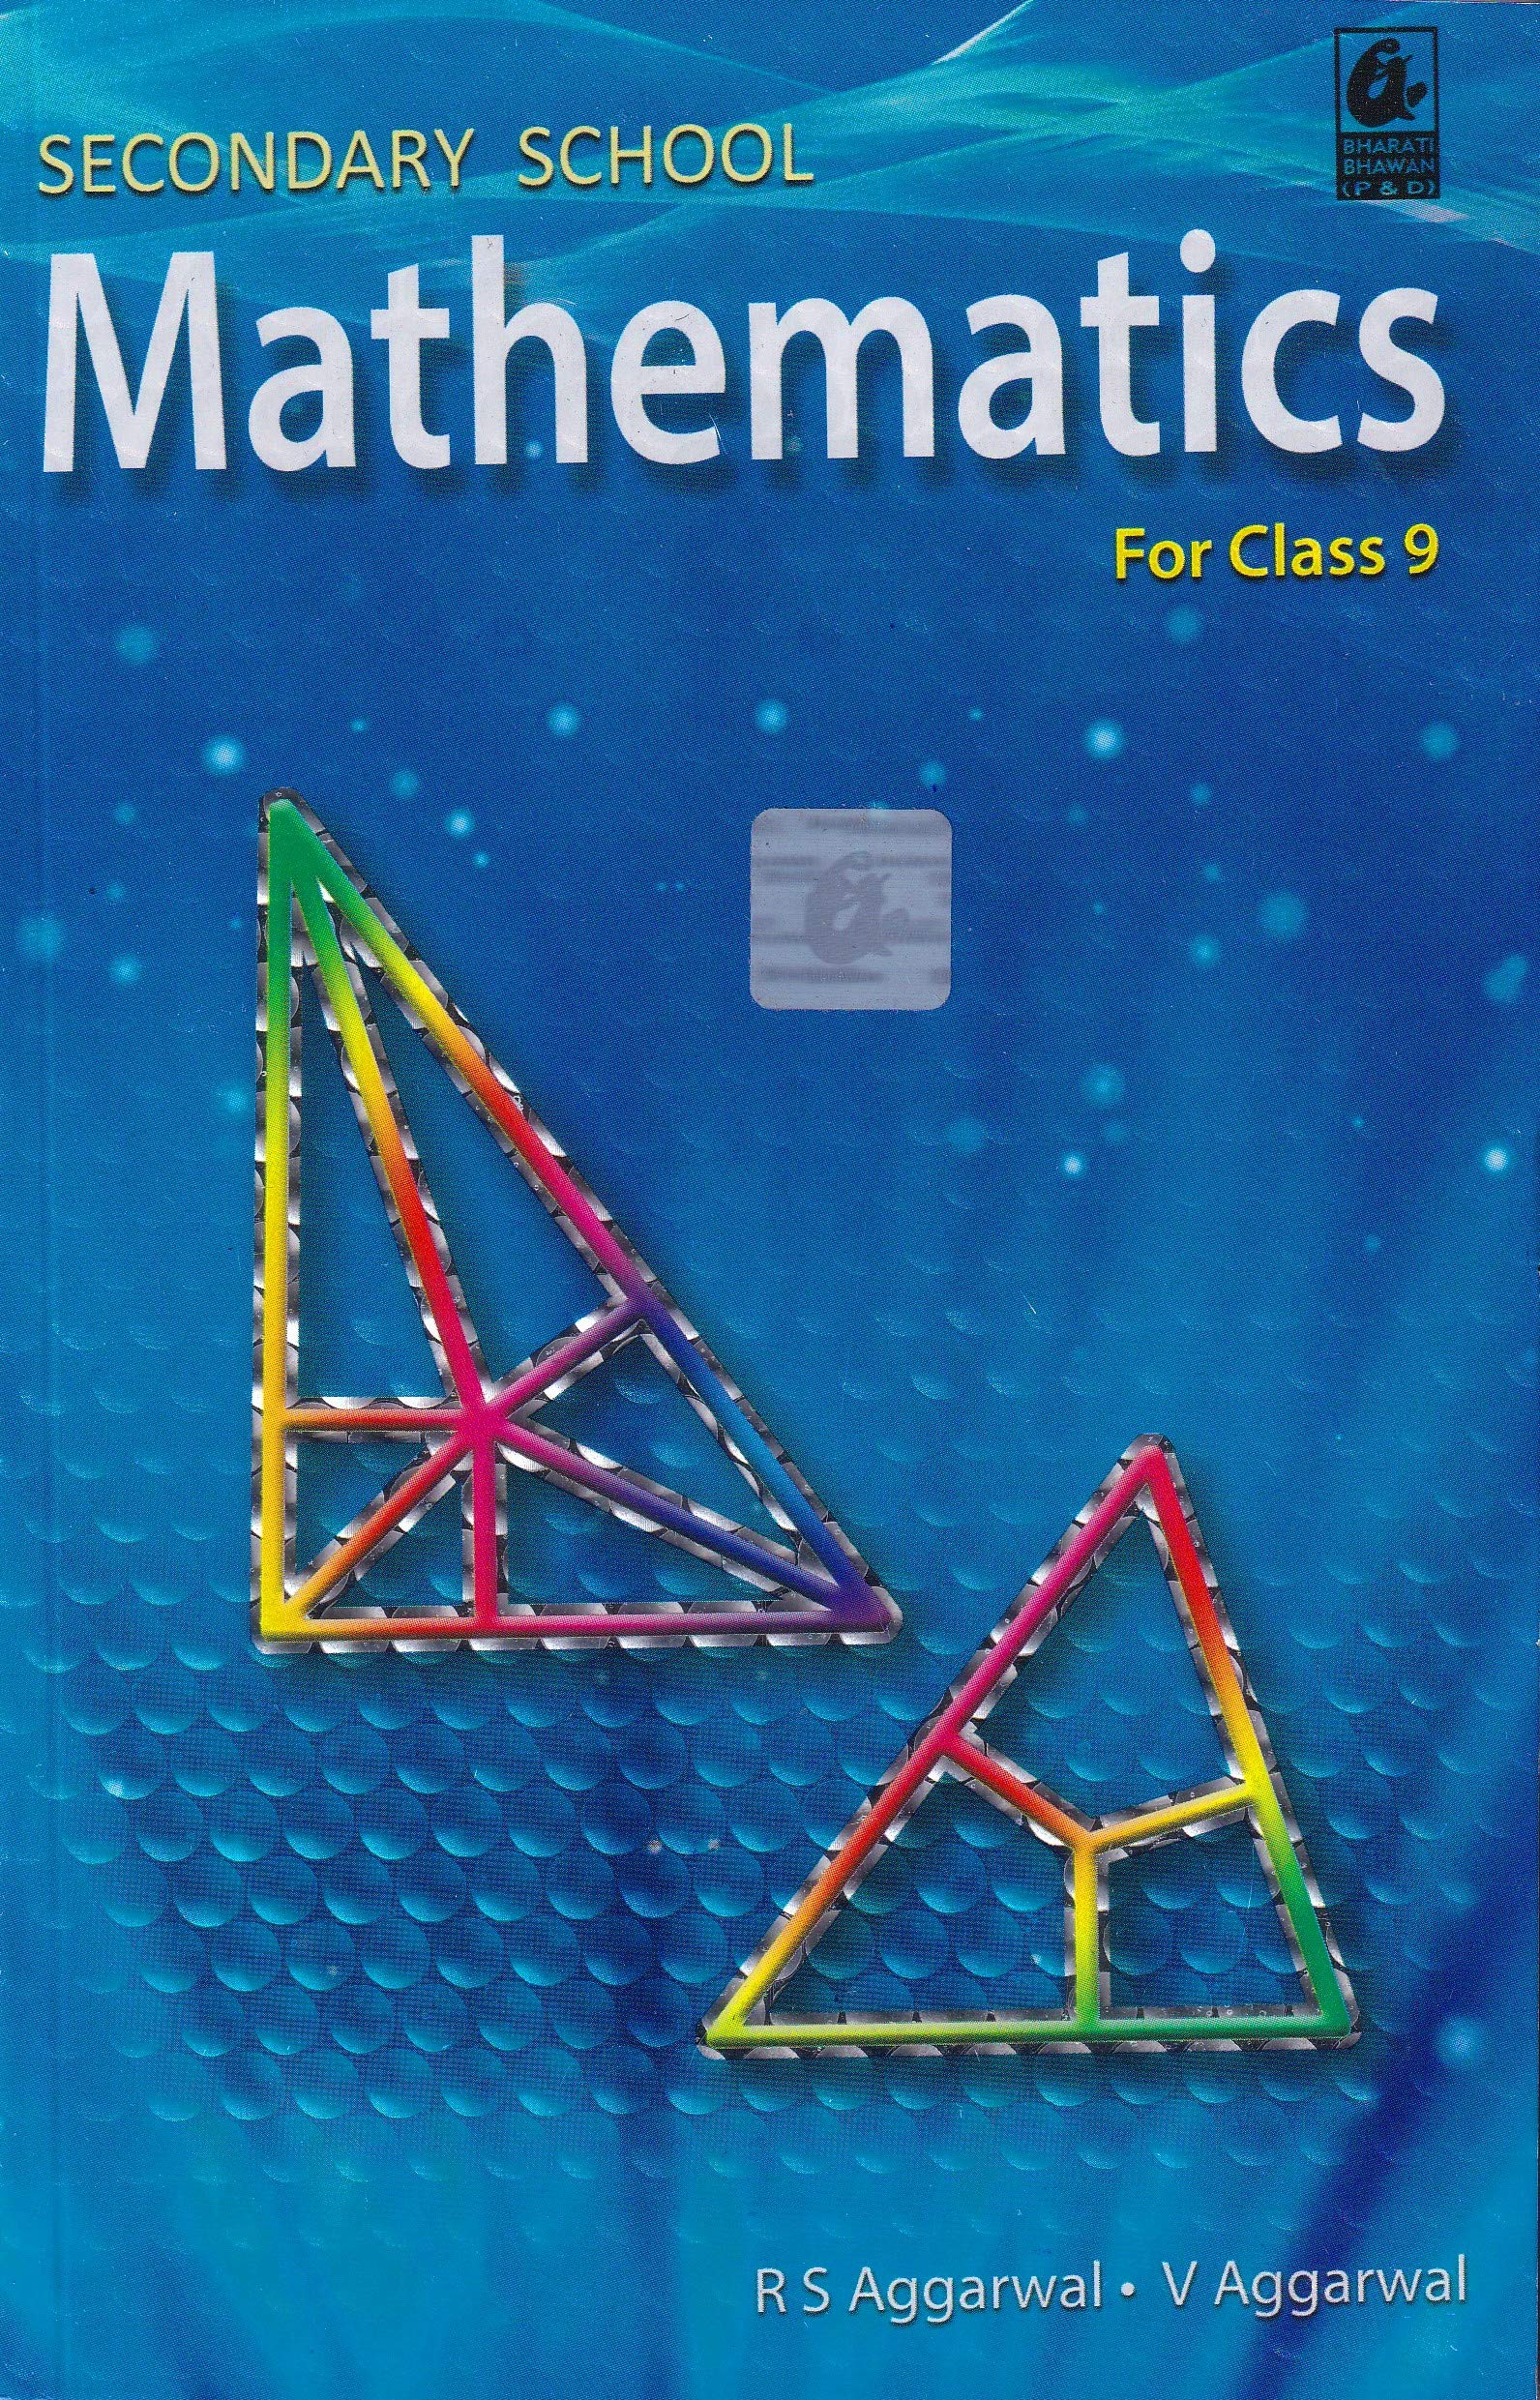 SECONDARY SCHOOL
BHARATI
BHAWAN
(P & D)
Mathematics
For Class 9
R S Aggarwal • V Aggarwal